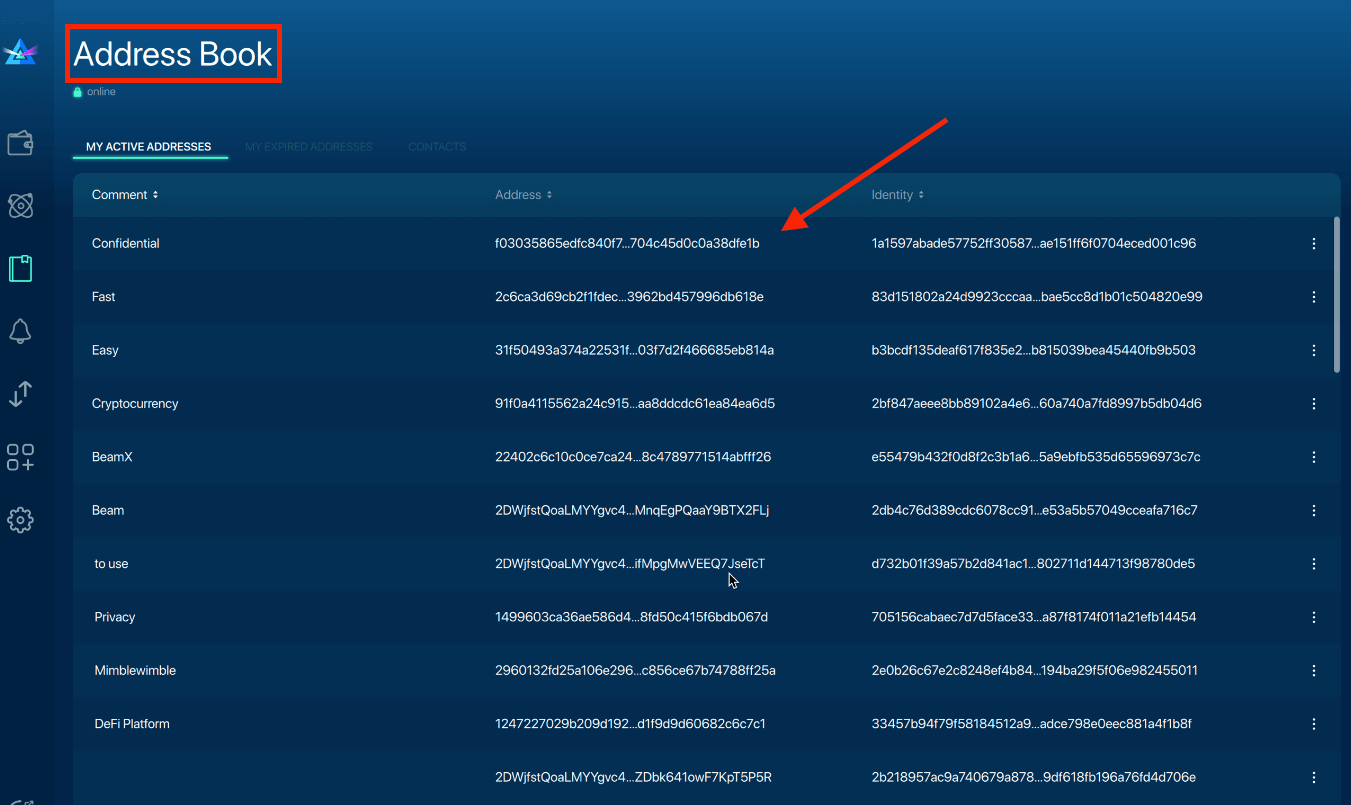 Address Book
online
MY ACTIVE ADDRESSES MY EXPIRED ADDRESSES CONTACTS
Comment Address Identity
Confidential f03035865edfc840f7...704c45d0c0a38dfe1b 1a1597abade57752ff30587...ae151ff6f0704eced001c96
Fast 2c6ca3d69cb2f1fdec...3962bd457996db618e 83d151802a24d9923cccaa...bae5cc8d1b01c504820e99
Easy 31f50493a374a22531f...03f7d2f466685eb814a b3bcdf135deaf617f835e2...b815039bea45440fb9b503
Cryptocurrency 91f0a4115562a24c915...aa8ddcdc61ea84ea6d5 2bf847aeee8bb89102a4e6...60a740a7fd8997b5db04d6
BeamX 22402c6c10c0ce7ca24...8c4789771514abfff26 e55479b432f0d8f2c3b1a6...5a9ebfb535d65596973c7c
Beam 2DWjfstQoaLMYYgvc4...MnqEgPQaaY9BTX2FLj 2db4c76d389cdc6078cc91...e53a5b57049cceafa716c7
to use 2DWjfstQoaLMYYgvc4...ifMpgMwVEEQ7JseTcT d732b01f39a57b2d841ac1...802711d144713f98780de5
Privacy 1499603ca36ae586d4...8fd50c415f6bdb067d 705156cabaec7d7d5face33...a87f8174f011a21efb14454
Mimblewimble 2960132fd25a106e296...c856ce67b74788ff25a 2e0b26c67e2c8248ef4b84...194ba29f5f06e982455011
DeFi Platform 1247227029b209d192...d1f9d9d60682c6c7c1 33457b94f79f58184512a9...adce798e0eec881a4f1b8f
2DWjfstQoaLMYYgvc4...ZDbk641owF7KpT5P5R 2b218957ac9a740679a878...9df618fb196a76fd4d706e